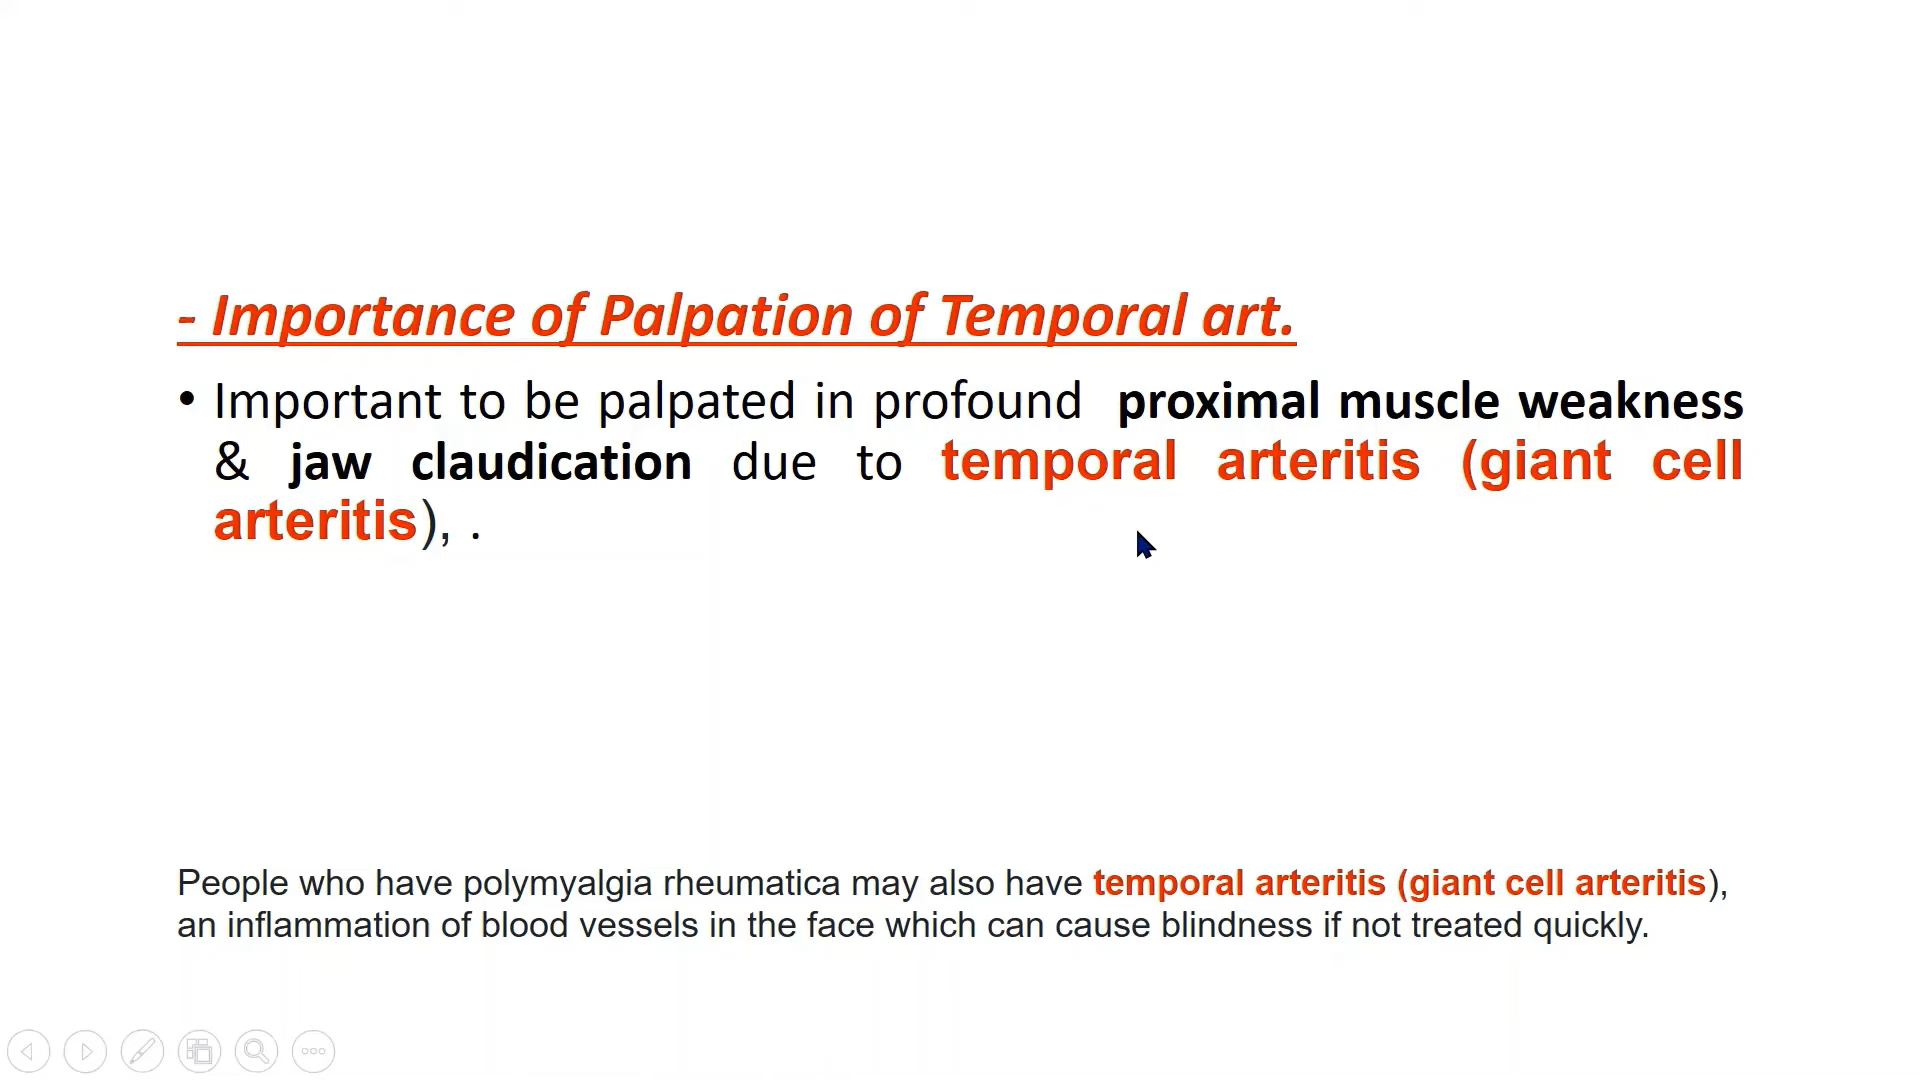 - Importance of Palpation of Temporal art.
• Important to be palpated in profound proximal muscle weakness
& jaw claudication due to temporal arteritis (giant cell
arteritis), .
People who have polymyalgia rheumatica may also have temporal arteritis (giant cell arteritis),
an inflammation of blood vessels in the face which can cause blindness if not treated quickly.